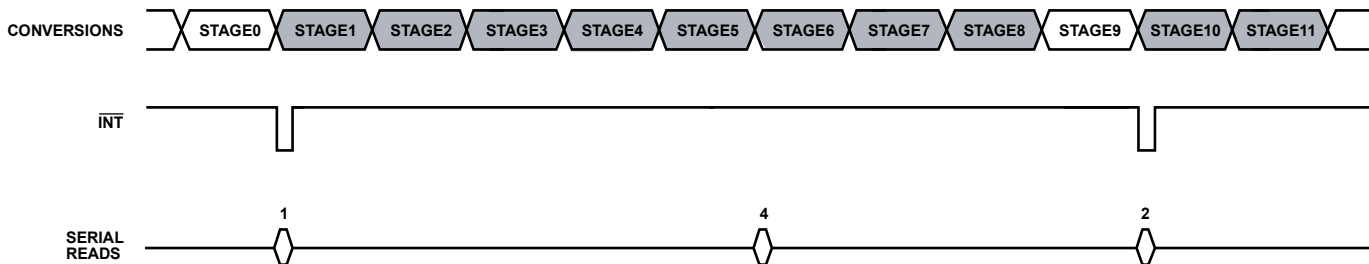 CONVERSIONS
STAGE0 STAGE1 STAGE2 STAGE3 STAGE4 STAGE5 STAGE6 STAGE7 STAGE8 STAGE9 STAGE10 STAGE11
INT
1 4 2
SERIAL
READS